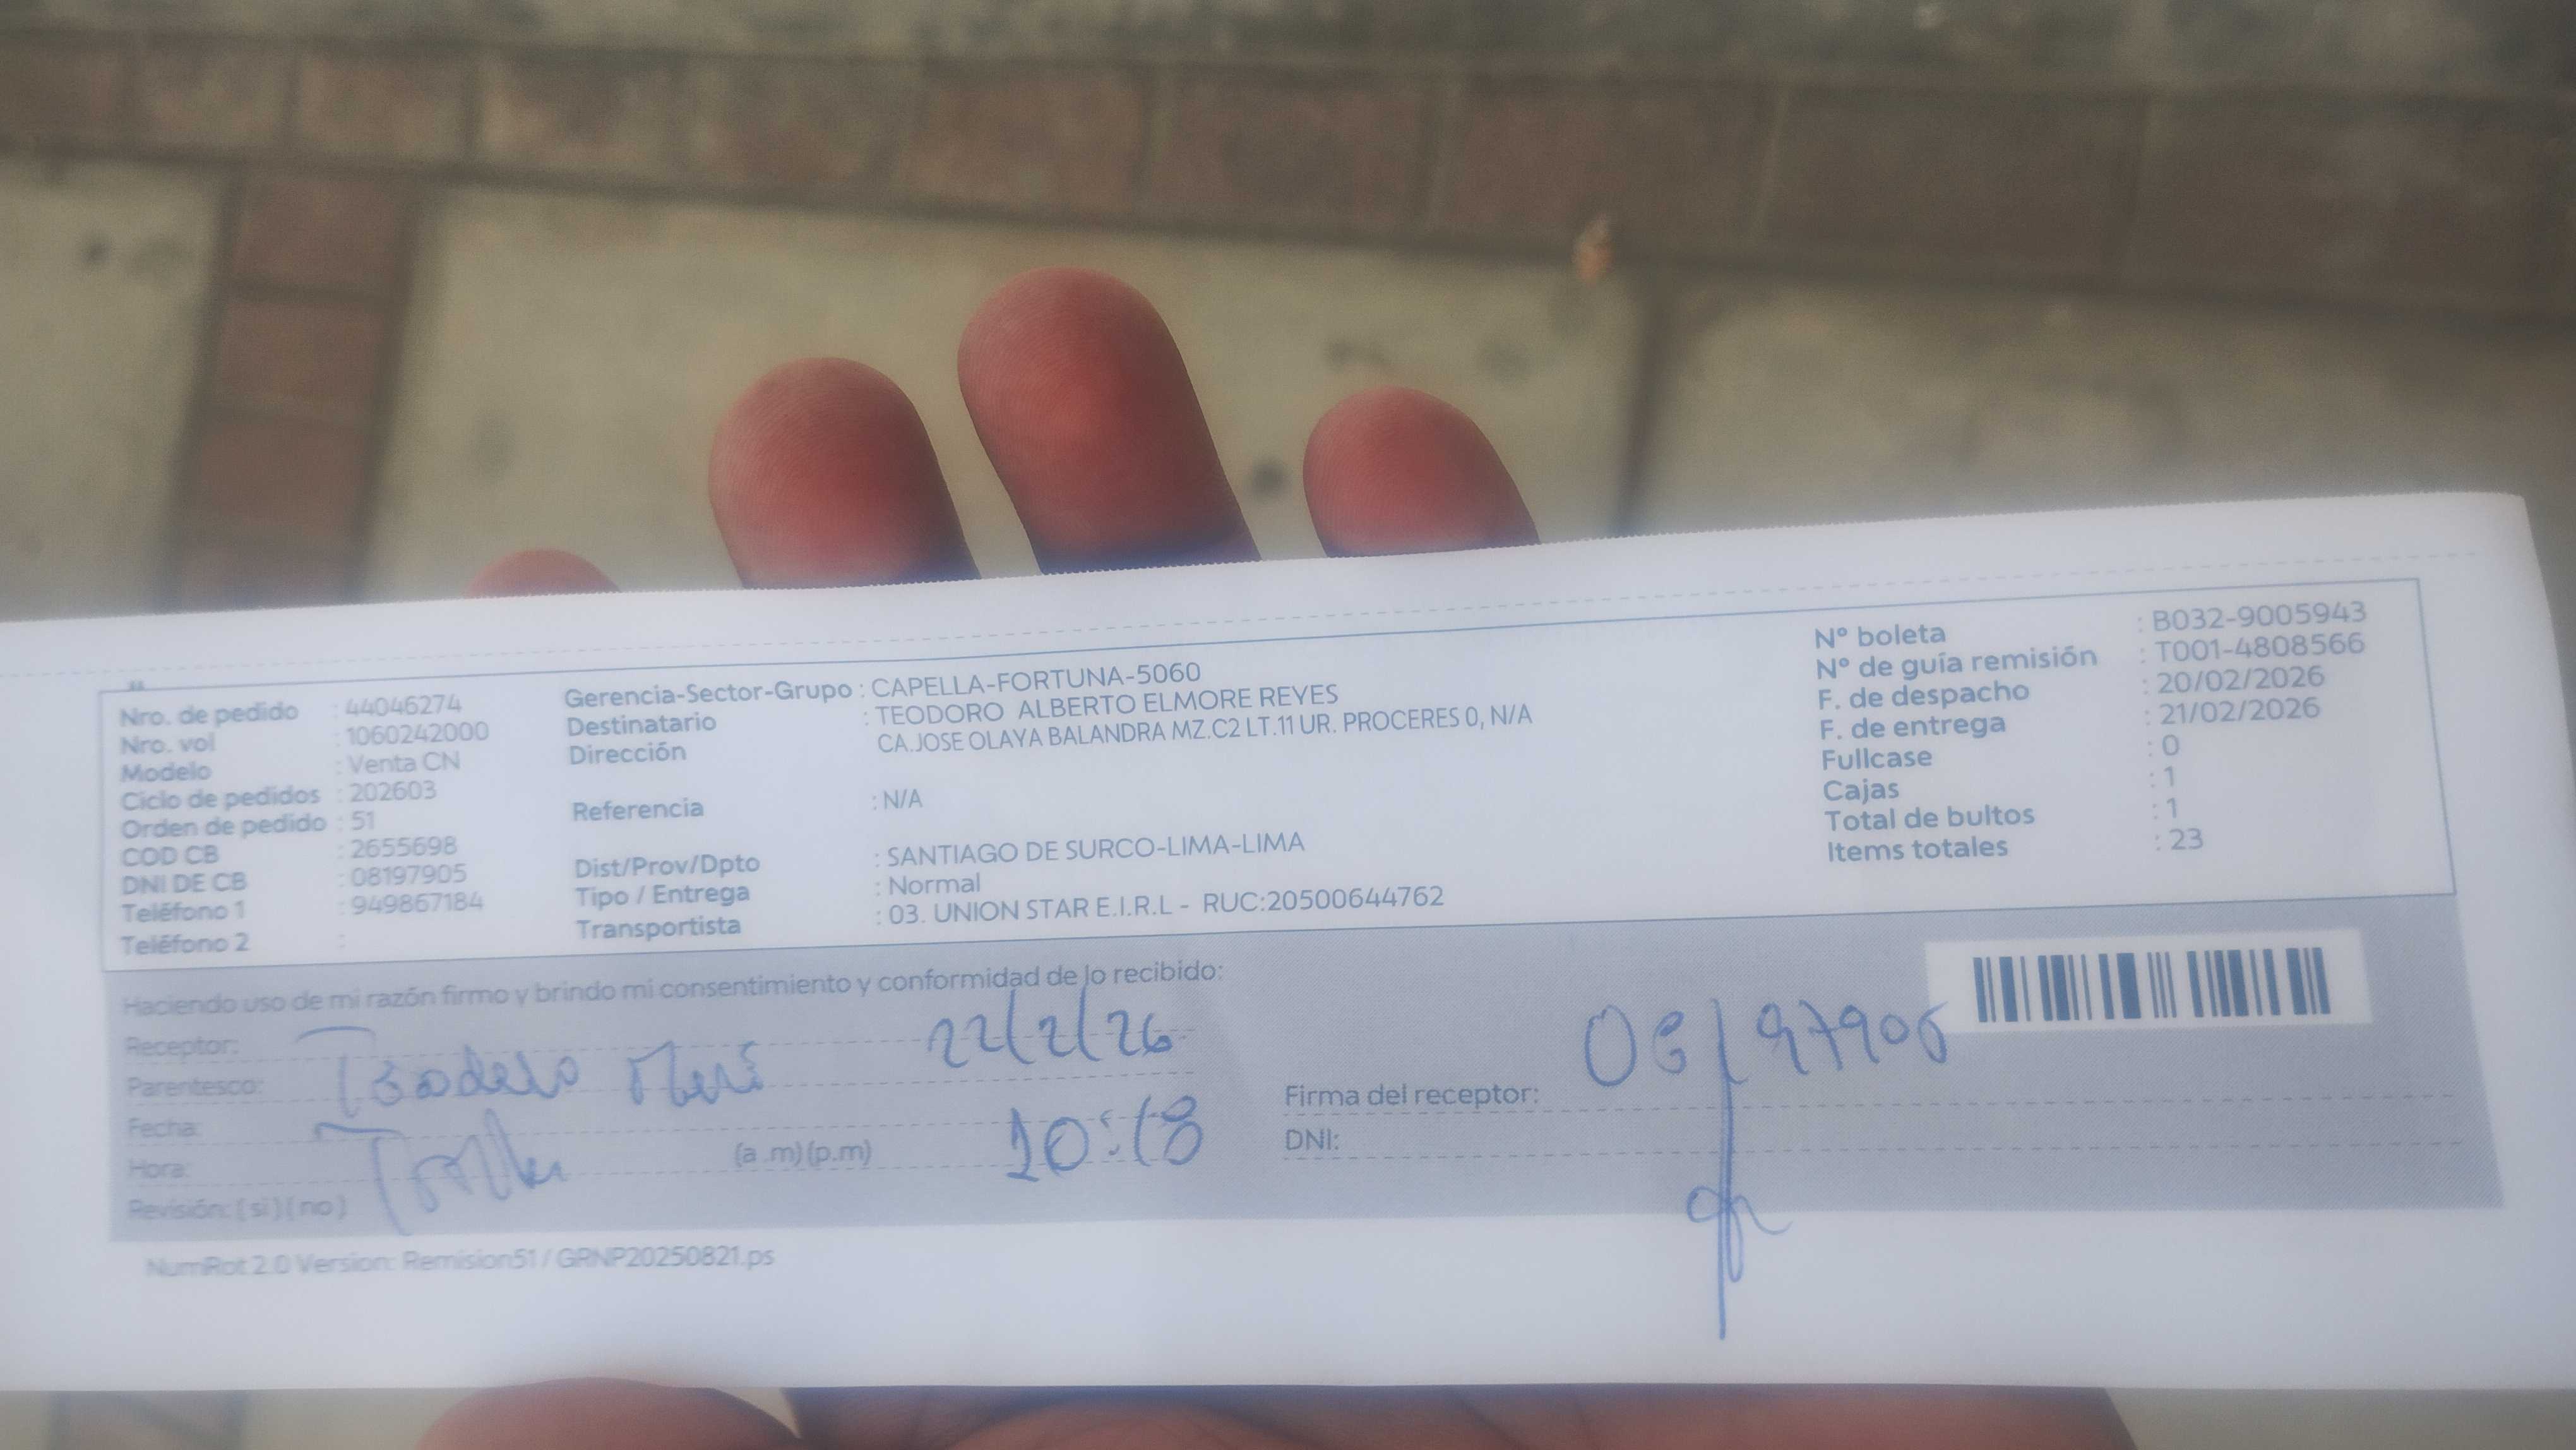 Nro. de pedido : 44046274
Nro. vol : 1060242000
Modelo : Venta CN
Ciclo de pedidos : 202603
Orden de pedido : 51
COD CB : 2655698
DNI DE CB : 08197905
Teléfono 1 : 949867184
Teléfono 2 :
Gerencia-Sector-Grupo : CAPELLA-FORTUNA-5060
Destinatario : TEODORO ALBERTO ELMORE REYES
Dirección CA.JOSE OLAYA BALANDRA MZ.C2 LT.11 UR. PROCERES 0, N/A
Referencia : N/A
Dist/Prov/Dpto : SANTIAGO DE SURCO-LIMA-LIMA
Tipo / Entrega : Normal
Transportista : 03. UNION STAR E.I.R.L - RUC:20500644762
N° boleta : B032-9005943
N° de guía remisión : T001-4808566
F. de despacho : 20/02/2026
F. de entrega : 21/02/2026
Fullcase : 0
Cajas : 1
Total de bultos : 1
Items totales : 23
Haciendo uso de mi razón firmo y brindo mi consentimiento y conformidad de lo recibido:
Receptor: 22/2/26
Parentesco: Teodoro
Fecha:
Hora: (a.m)(p.m) 10:18
Revisión: (si)(no)
08197905
Firma del receptor:
DNI:
NumRot 2.0 Version: Remision51 / GRNP20250821.ps